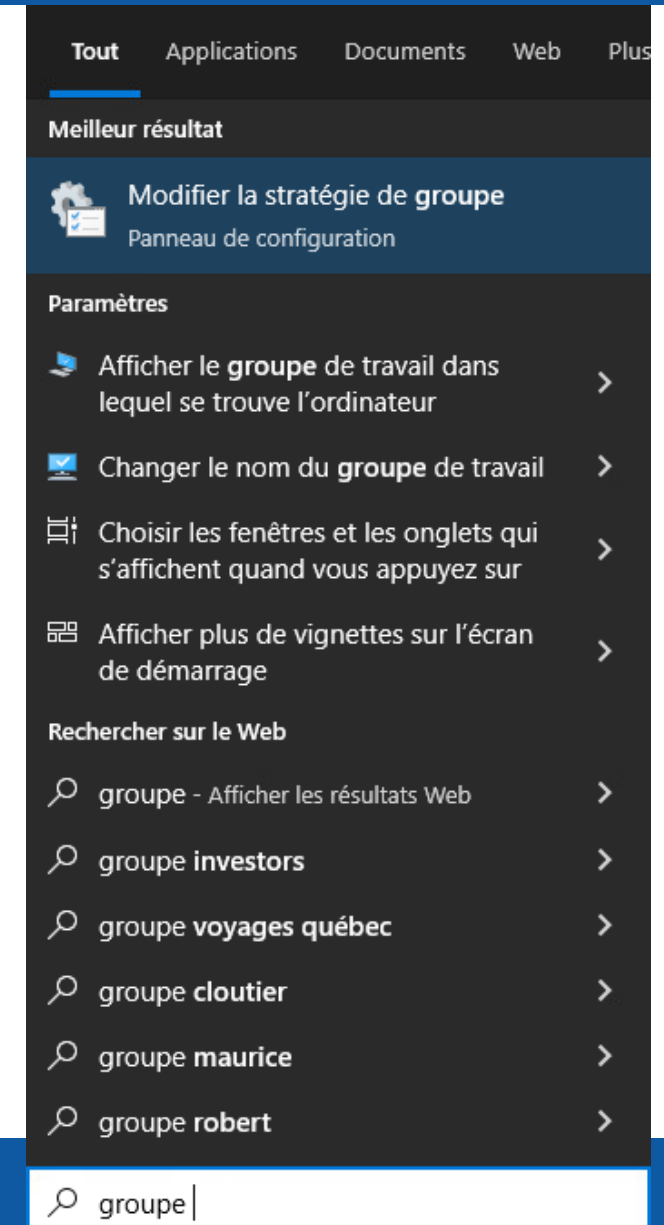 Tout Applications Documents Web Plus
Meilleur résultat
Modifier la stratégie de groupe
Panneau de configuration
Paramètres
Afficher le groupe de travail dans
lequel se trouve l’ordinateur
Changer le nom du groupe de travail
Choisir les fenêtres et les onglets qui
s’affichent quand vous appuyez sur
Afficher plus de vignettes sur l’écran
de démarrage
Rechercher sur le Web
groupe - Afficher les résultats Web
groupe investors
groupe voyages québec
groupe cloutier
groupe maurice
groupe robert
groupe